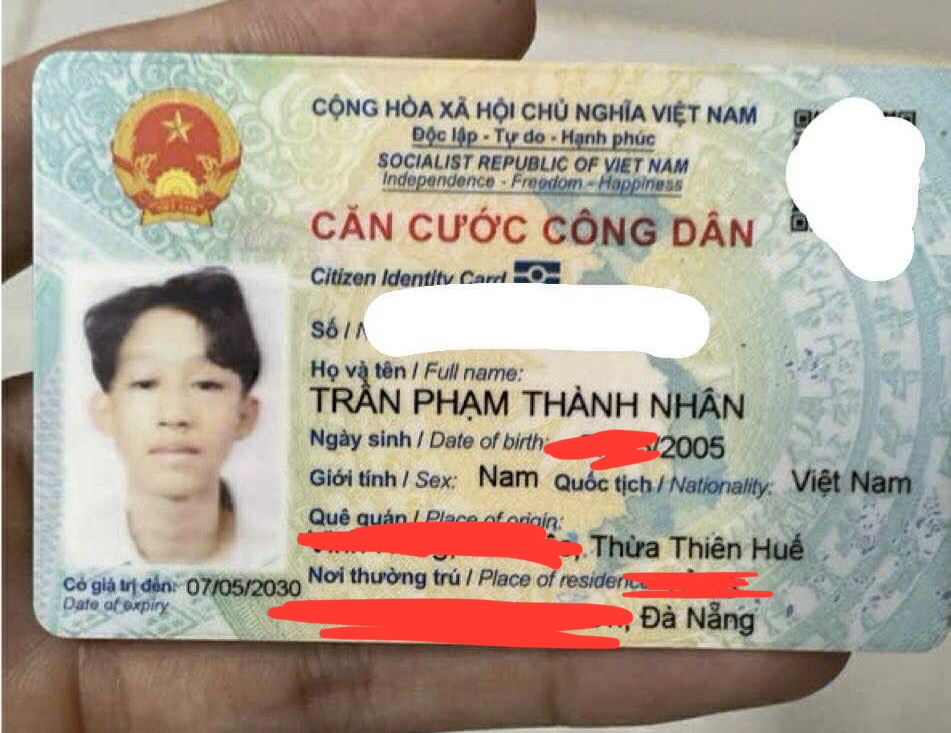 CỘNG HÒA XÃ HỘI CHỦ NGHĨA VIỆT NAM
Độc lập - Tự do - Hạnh phúc
SOCIALIST REPUBLIC OF VIET NAM
Independence - Freedom - Happiness
CĂN CƯỚC CÔNG DÂN
Citizen Identity Card
Số /
Họ và tên / Full name:
TRẦN PHẠM THÀNH NHÂN
Ngày sinh / Date of birth: /2005
Giới tính / Sex: Nam Quốc tịch / Nationality: Việt Nam
Quê quán / Place of origin:
, Thừa Thiên Huế
Nơi thường trú / Place of residence
, Đà Nẵng
Có giá trị đến: 07/05/2030
Date of expiry